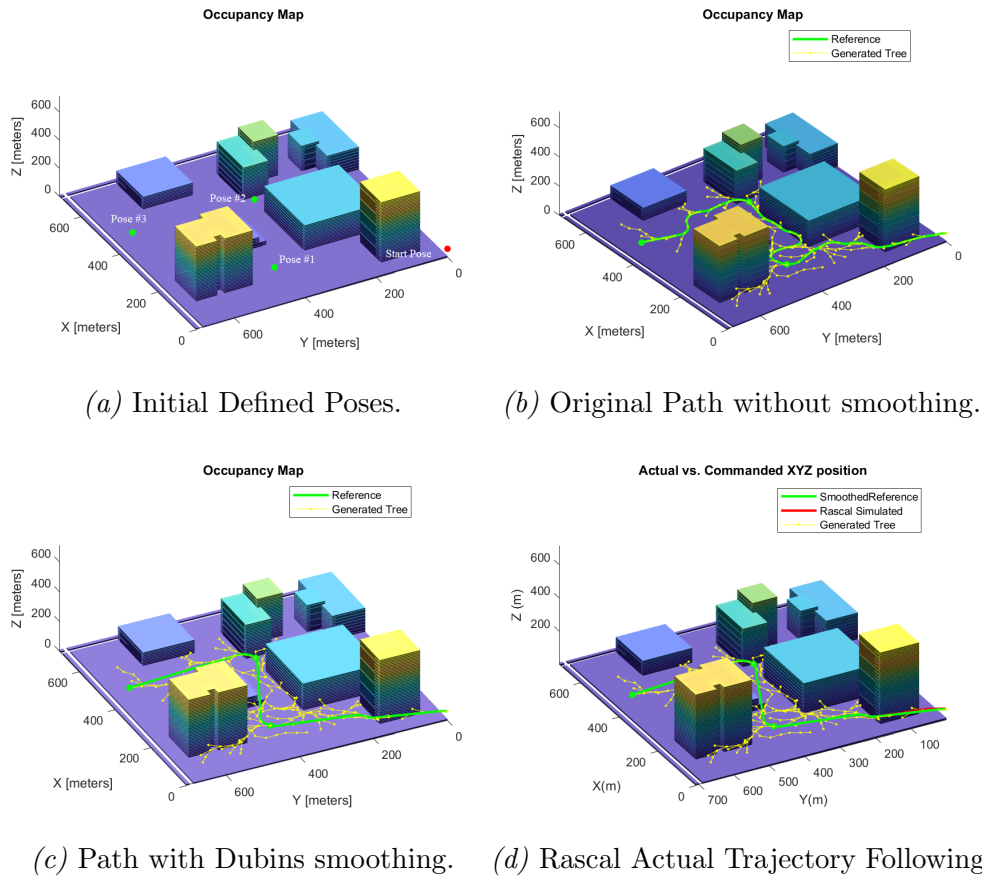 Occupancy Map
Z [meters]
600
400
200
0
Pose #3
Pose #2
Pose #1
Start Pose
600
400
200
0
X [meters]
600
400
200
0
Y [meters]
(a) Initial Defined Poses.
Occupancy Map
Reference
Generated Tree
Z [meters]
600
400
200
0
600
400
200
0
X [meters]
600
400
200
0
Y [meters]
(b) Original Path without smoothing.
Occupancy Map
Reference
Generated Tree
Z [meters]
600
400
200
0
600
400
200
0
X [meters]
600
400
200
0
Y [meters]
(c) Path with Dubins smoothing.
Actual vs. Commanded XYZ position
SmoothedReference
Rascal Simulated
Generated Tree
Z (m)
600
400
200
600
400
200
0
X(m)
700
600
500
400
300
200
100
Y(m)
(d) Rascal Actual Trajectory Following